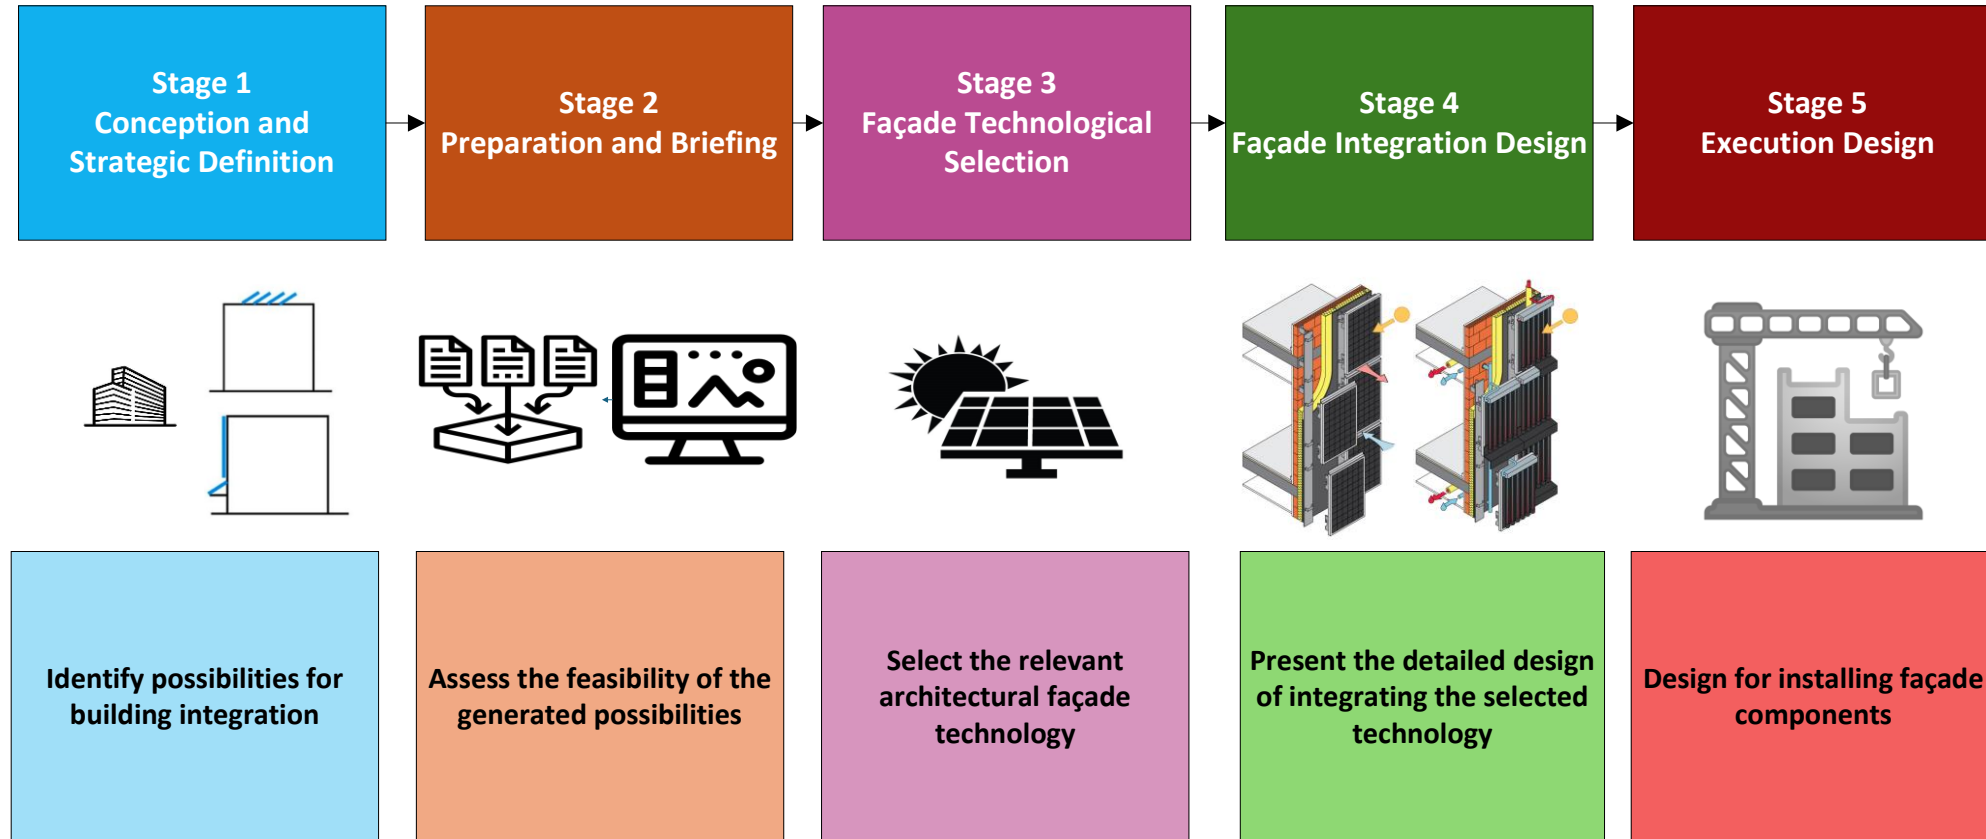 Stage 1
Conception and
Strategic Definition
Stage 2
Preparation and Briefing
Stage 3
Façade Technological
Selection
Stage 4
Façade Integration Design
Stage 5
Execution Design
Identify possibilities for
building integration
Assess the feasibility of the
generated possibilities
Select the relevant
architectural façade
technology
Present the detailed design
of integrating the selected
technology
Design for installing façade
components